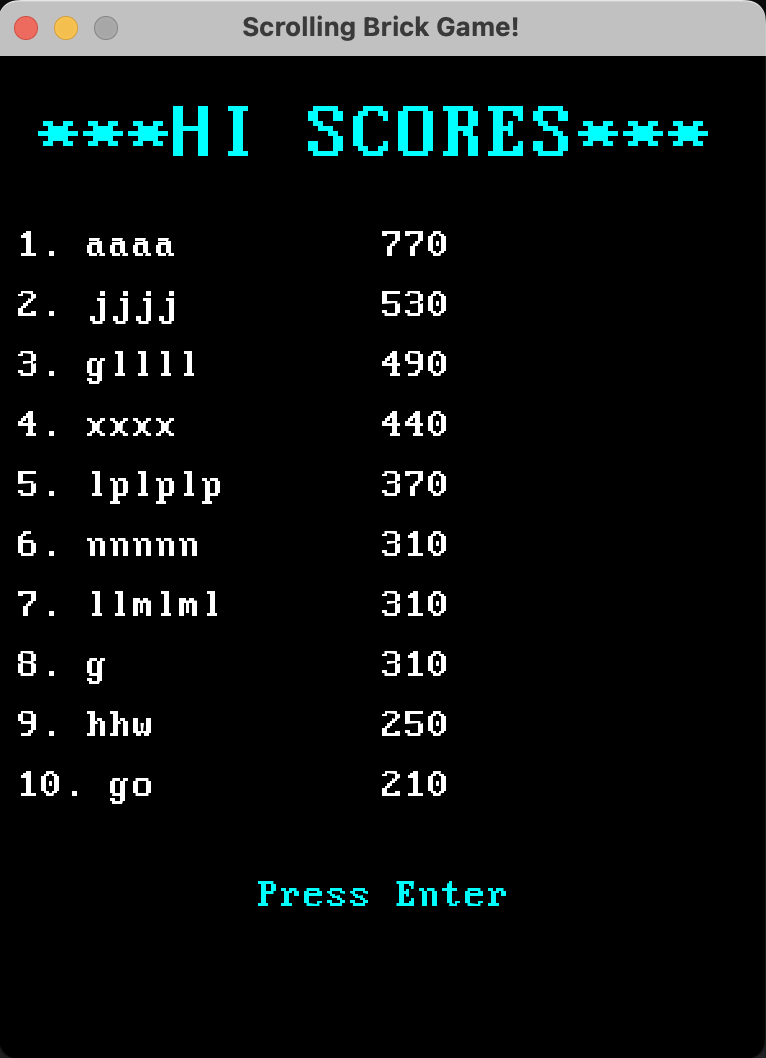 Scrolling Brick Game!
***HI SCORES***
1. aaaa 770
2. jjjj 530
3. gllll 490
4. xxxx 440
5. lplplp 370
6. nnnnn 310
7. llmlml 310
8. g 310
9. hhw 250
10. go 210
Press Enter